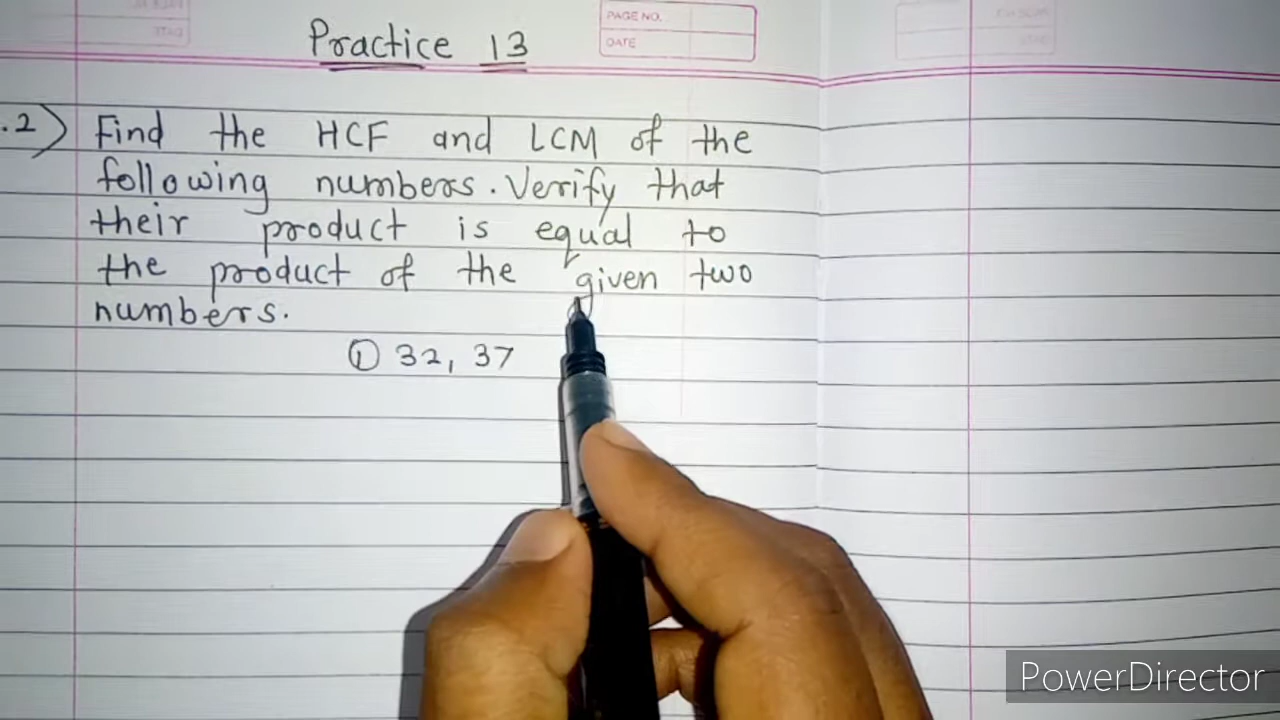 Practice 13
PAGE NO.
DATE
.2) Find the HCF and LCM of the
following numbers. Verify that
their product is equal to
the product of the given two
numbers.
① 32, 37
PowerDirector